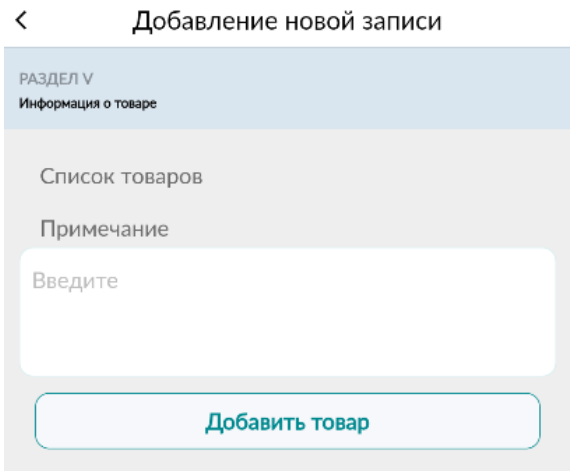 Добавление новой записи
РАЗДЕЛ V
Информация о товаре
Список товаров
Примечание
Введите
Добавить товар